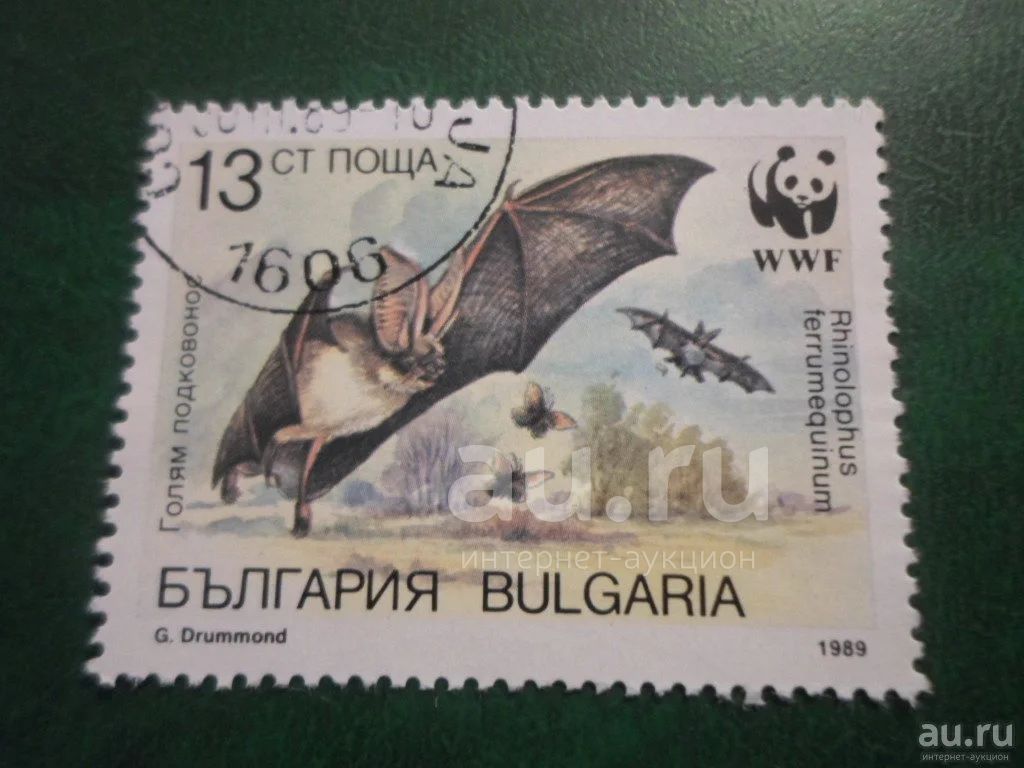 13 СТ ПОЩА
7606
WWF
Голям подковонос
Rhinolophus
ferrumequinum
au.ru
интернет-аукцион
БЪЛГАРИЯ BULGARIA
G. Drummond
1989
au.ru
интернет-аукцион